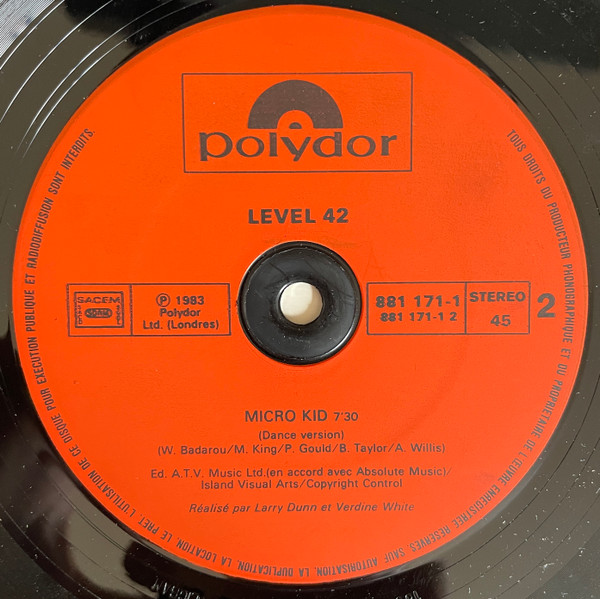 polydor
LEVEL 42
SACEM
SDRM
℗ 1983
Polydor
Ltd. (Londres)
881 171-1
881 171-1 2
STEREO
45
2
MICRO KID 7'30
(Dance version)
(W. Badarou/M. King/P. Gould/B. Taylor/A. Willis)
Ed. A.T.V. Music Ltd.(en accord avec Absolute Music)/
Island Visual Arts/Copyright Control
Réalisé par Larry Dunn et Verdine White
TOUS DROITS DU PRODUCTEUR PHONOGRAPHIQUE ET DU PROPRIETAIRE DE L'ŒUVRE ENREGISTREE RESERVES. SAUF AUTORISATION, LA DUPLICATION, LA LOCATION, LE PRET, L'UTILISATION DE CE DISQUE POUR EXECUTION PUBLIQUE ET RADIODIFFUSION SONT INTERDITS.